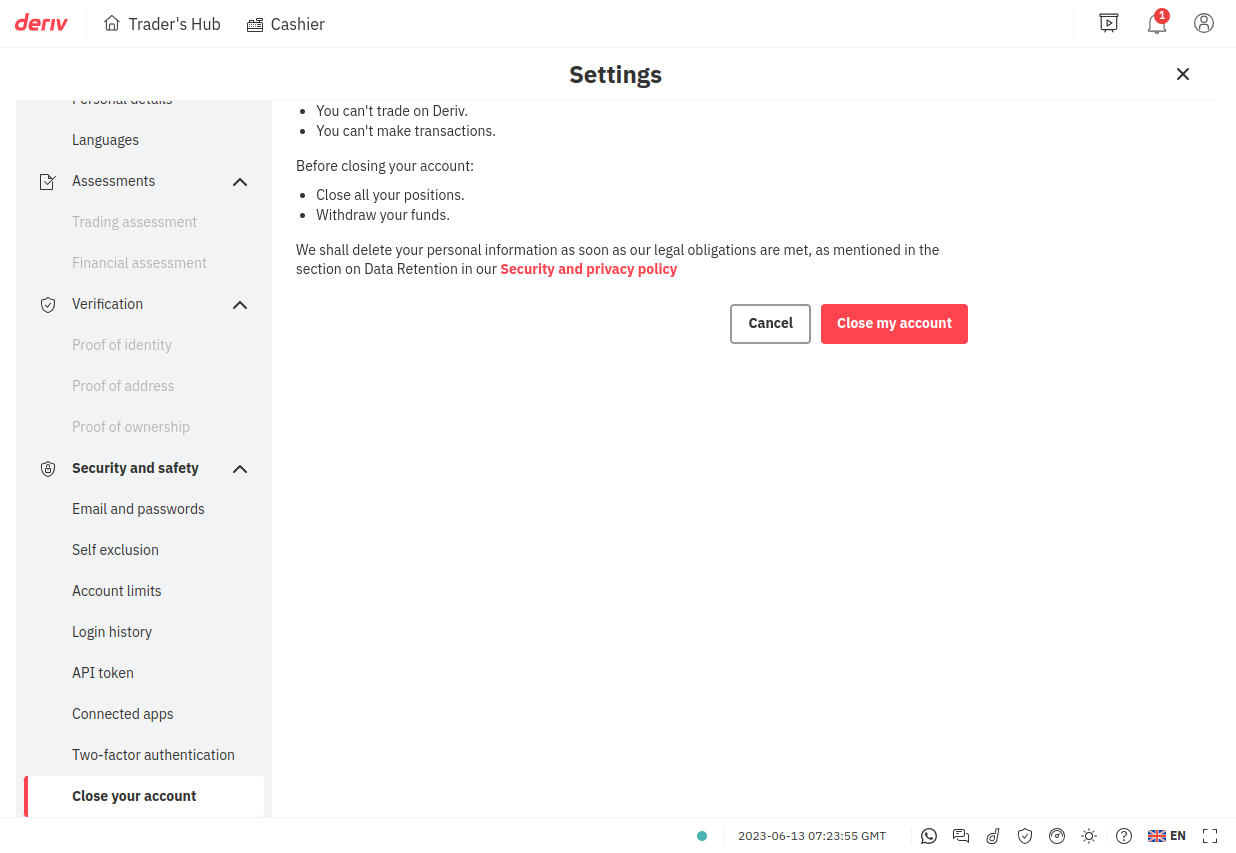 deriv
Trader's Hub
Cashier
1
Settings
Personal details
Languages
Assessments
Trading assessment
Financial assessment
Verification
Proof of identity
Proof of address
Proof of ownership
Security and safety
Email and passwords
Self exclusion
Account limits
Login history
API token
Connected apps
Two-factor authentication
Close your account
You can't trade on Deriv.
You can't make transactions.
Before closing your account:
Close all your positions.
Withdraw your funds.
We shall delete your personal information as soon as our legal obligations are met, as mentioned in the
section on Data Retention in our Security and privacy policy
Cancel
Close my account
2023-06-13 07:23:55 GMT
EN